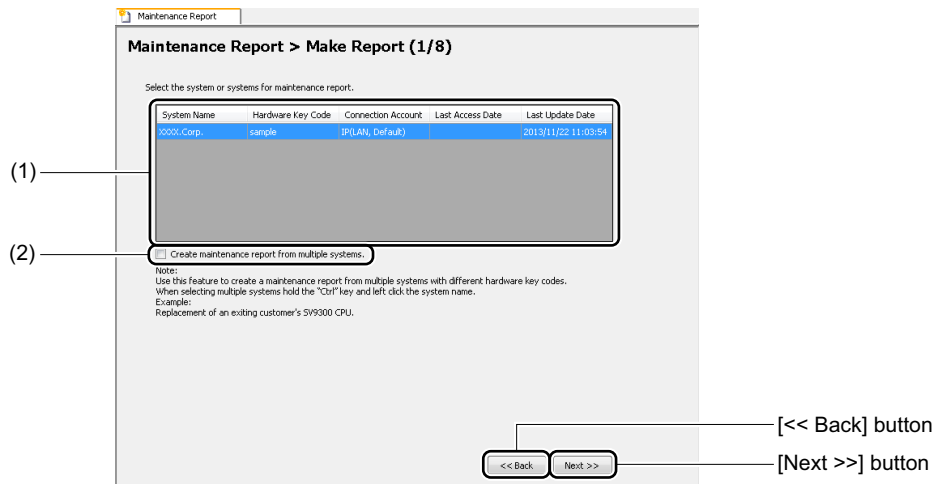 Maintenance Report
Maintenance Report > Make Report (1/8)
Select the system or systems for maintenance report.
System Name Hardware Key Code Connection Account Last Access Date Last Update Date
XXXX.Corp. sample IP(LAN, Default) 2013/11/22 11:03:54
(1)
(2)
Create maintenance report from multiple systems.
Note:
Use this feature to create a maintenance report from multiple systems with different hardware key codes.
When selecting multiple systems hold the "Ctrl" key and left click the system name.
Example:
Replacement of an exiting customer's SV9300 CPU.
[<< Back] button
<< Back Next >>
[Next >>] button